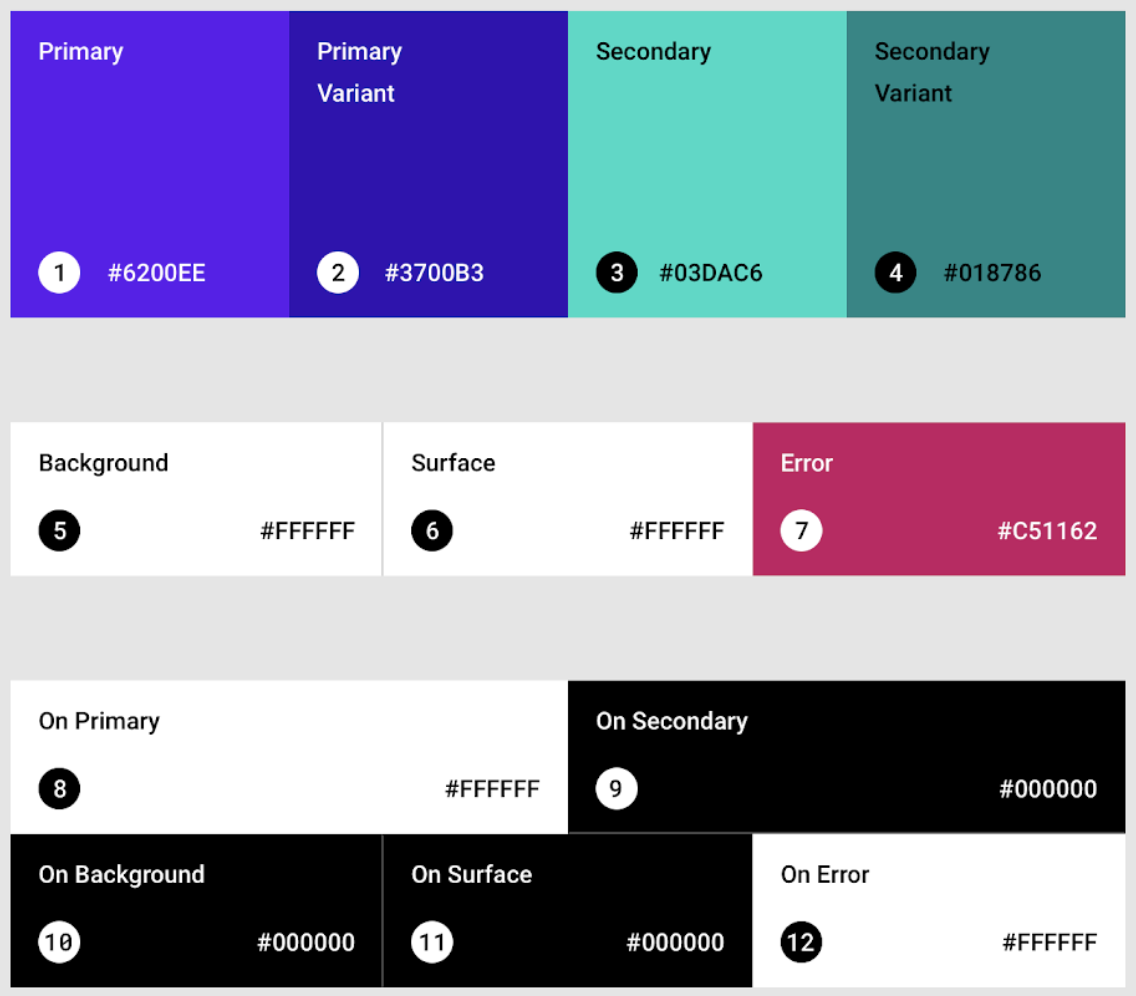 Primary
1 #6200EE
Primary
Variant
2 #3700B3
Secondary
3 #03DAC6
Secondary
Variant
4 #018786
Background
5 #FFFFFF
Surface
6 #FFFFFF
Error
7 #C51162
On Primary
8 #FFFFFF
On Secondary
9 #000000
On Background
10 #000000
On Surface
11 #000000
On Error
12 #FFFFFF